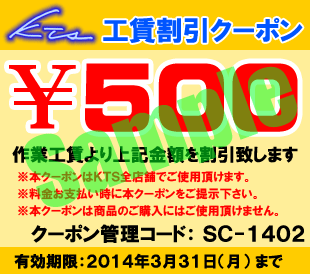 kts 工賃割引クーポン
¥500
sample
作業工賃より上記金額を割引致します
※本クーポンはKTS全店舗でご使用頂けます。
※料金お支払い時に本クーポンをご提示下さい。
※本クーポンは商品のご購入にはご使用頂けません。
クーポン管理コード： SC-1402
有効期限：2014年3月31日（月）まで